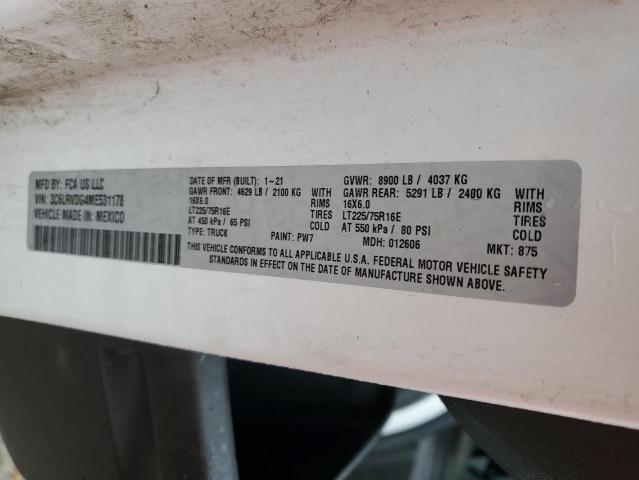 MFD BY: FCA US LLC
VIN: 3C6LRVDG4ME531178
VEHICLE MADE IN: MEXICO
DATE OF MFR (BUILT): 1-21 GVWR: 8900 LB / 4037 KG
GAWR FRONT: 4629 LB / 2100 KG GAWR REAR: 5291 LB / 2400 KG
16X6.0 RIMS 16X6.0 RIMS
LT225/75R16E TIRES LT225/75R16E TIRES
AT 450 kPa / 65 PSI COLD AT 550 kPa / 80 PSI COLD
TYPE: TRUCK PAINT: PW7 MDH: 012606 MKT: 875
THIS VEHICLE CONFORMS TO ALL APPLICABLE U.S.A. FEDERAL MOTOR VEHICLE SAFETY
STANDARDS IN EFFECT ON THE DATE OF MANUFACTURE SHOWN ABOVE.